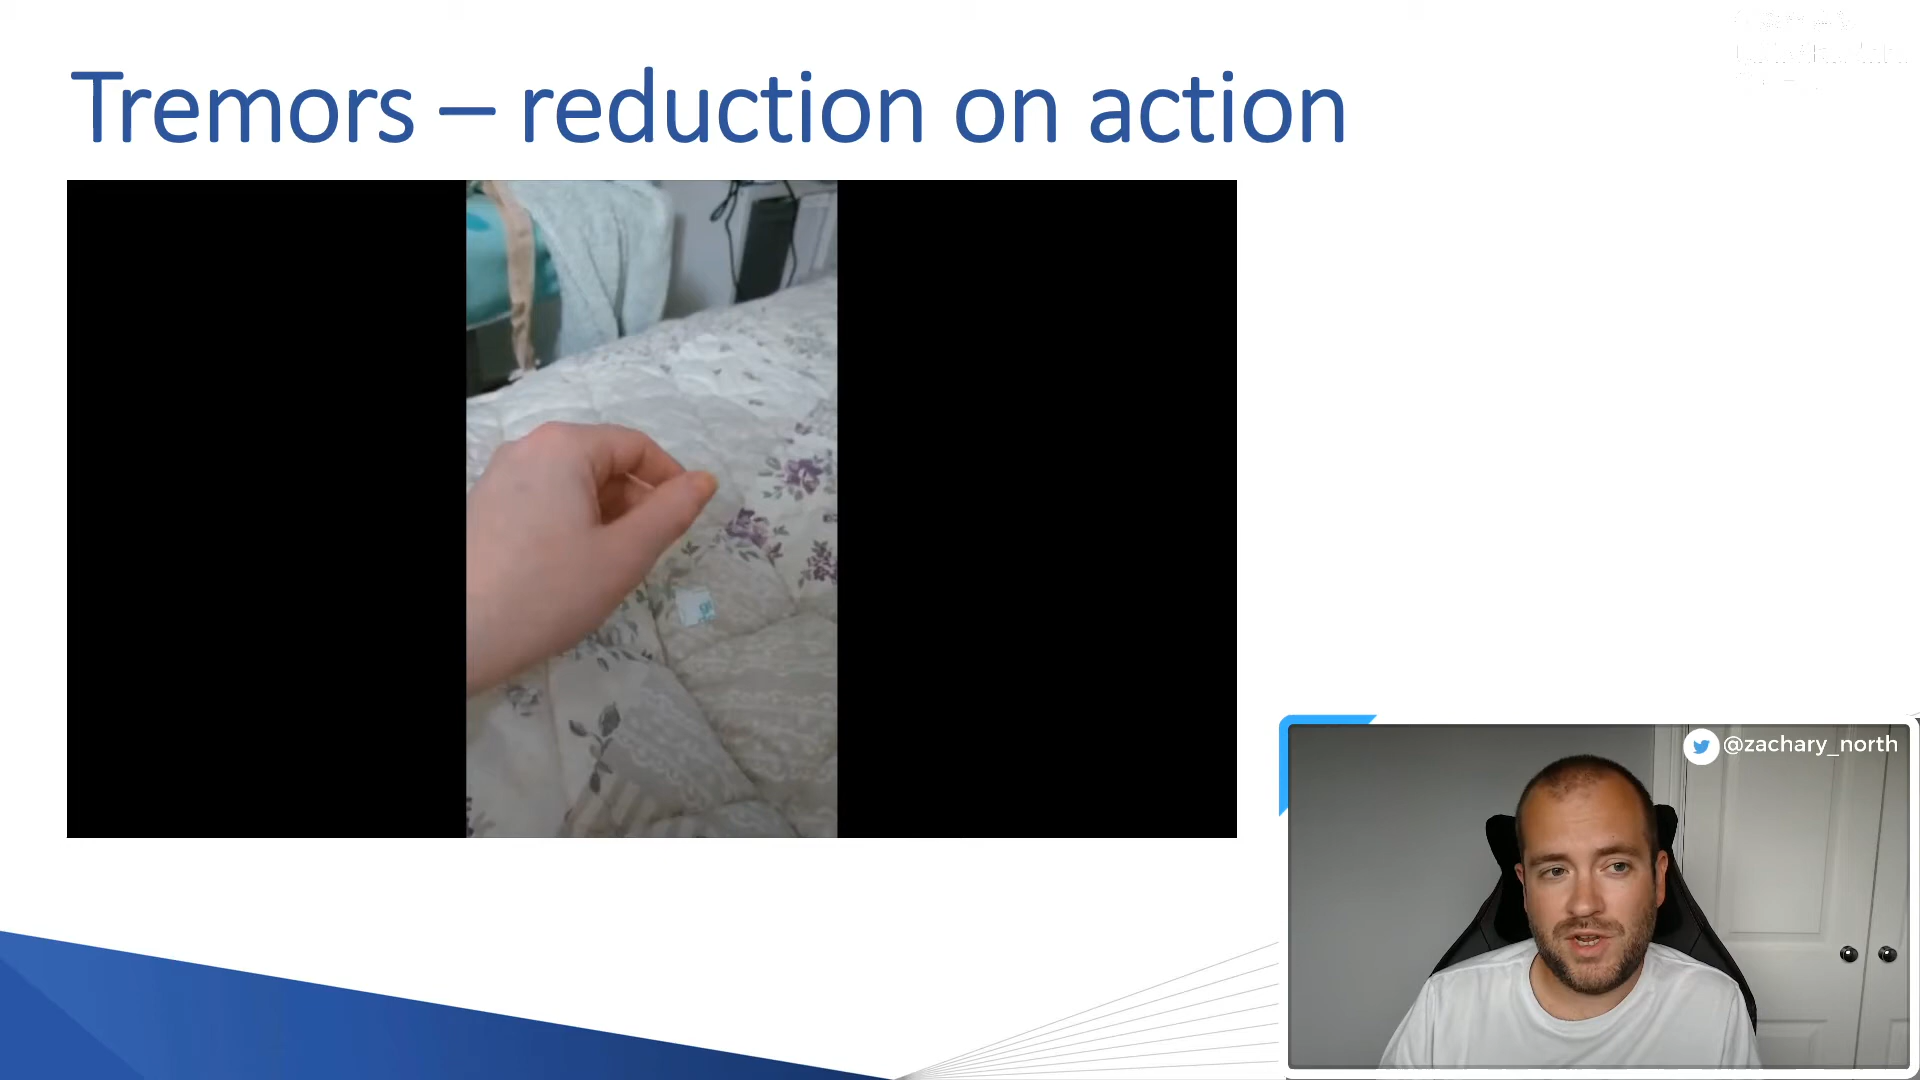 Tremors – reduction on action
@zachary_north